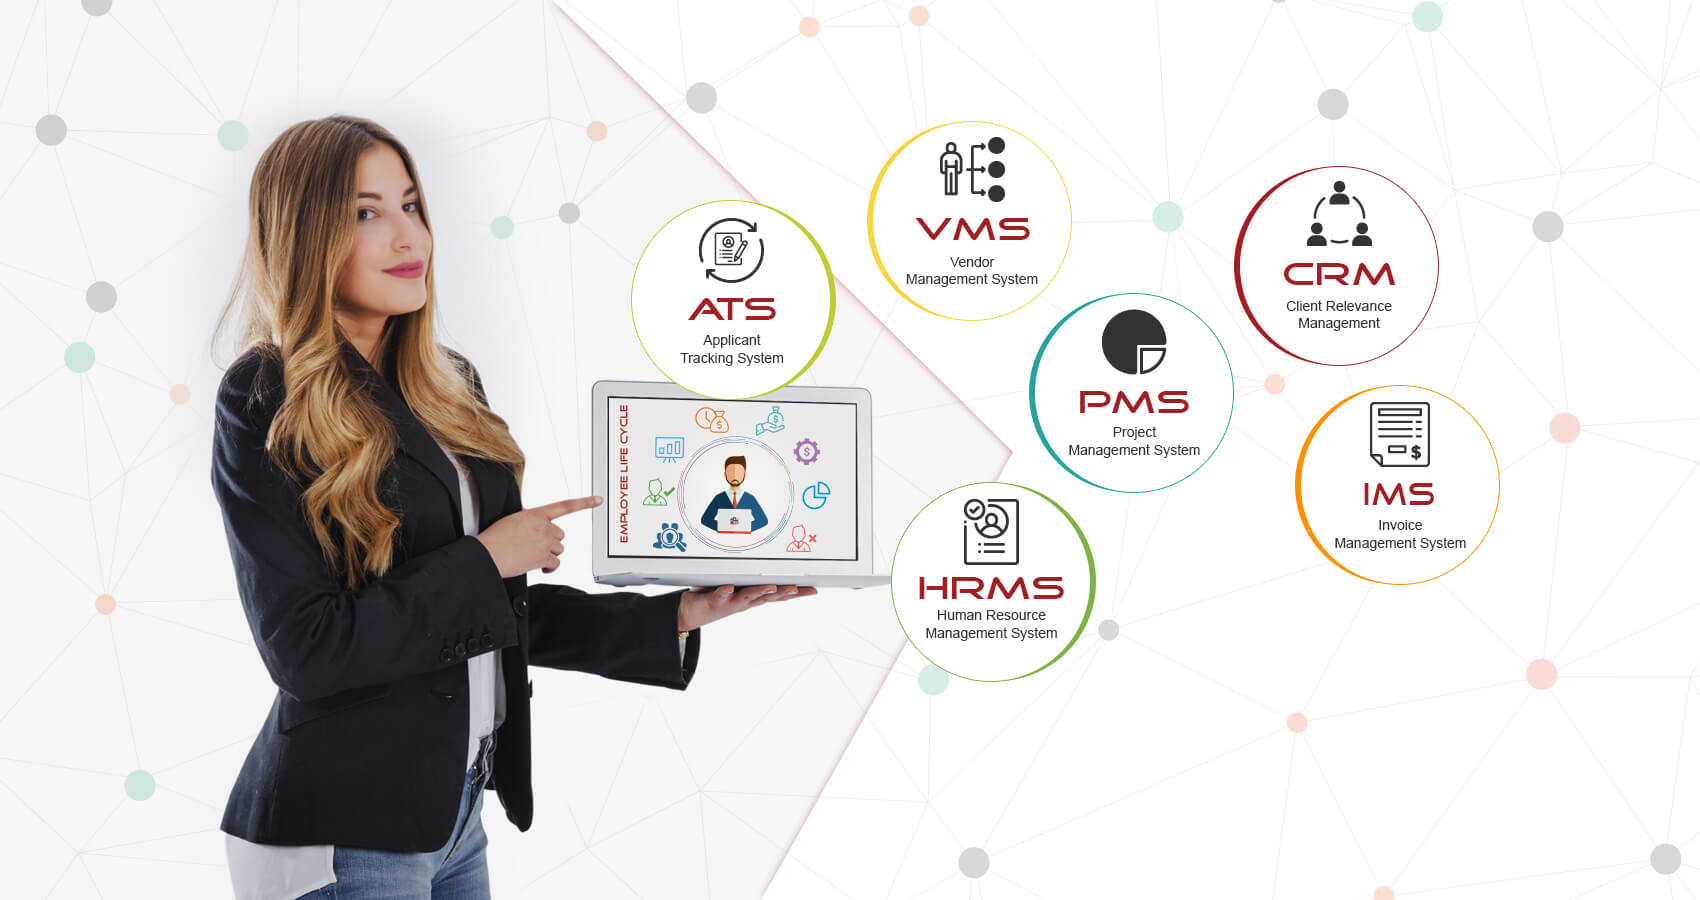 ATS
Applicant
Tracking System
VMS
Vendor
Management System
CRM
Client Relevance
Management
PMS
Project
Management System
IMS
Invoice
Management System
HRMS
Human Resource
Management System
EMPLOYEE LIFE CYCLE